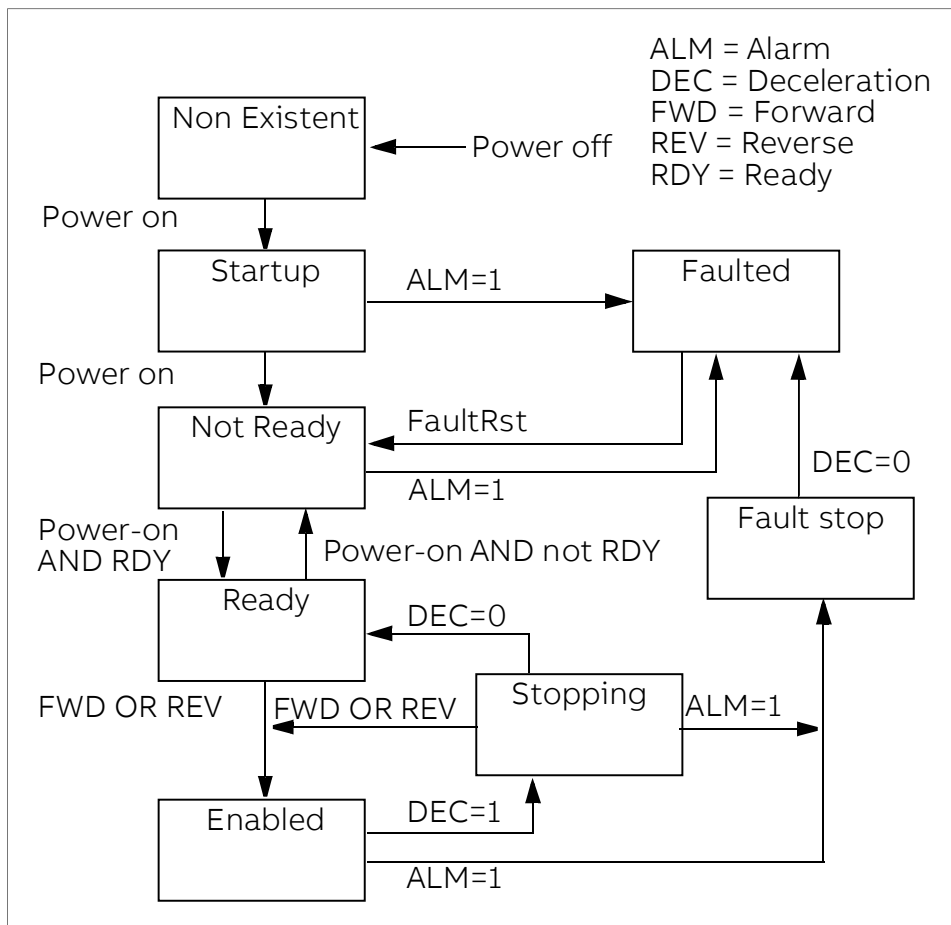 ALM = Alarm
DEC = Deceleration
FWD = Forward
REV = Reverse
RDY = Ready
Non Existent
Power off
Power on
Startup
ALM=1
Faulted
Power on
Not Ready
FaultRst
ALM=1
DEC=0
Fault stop
Power-on
AND RDY
Power-on AND not RDY
Ready
DEC=0
FWD OR REV
FWD OR REV
Stopping
ALM=1
Enabled
DEC=1
ALM=1